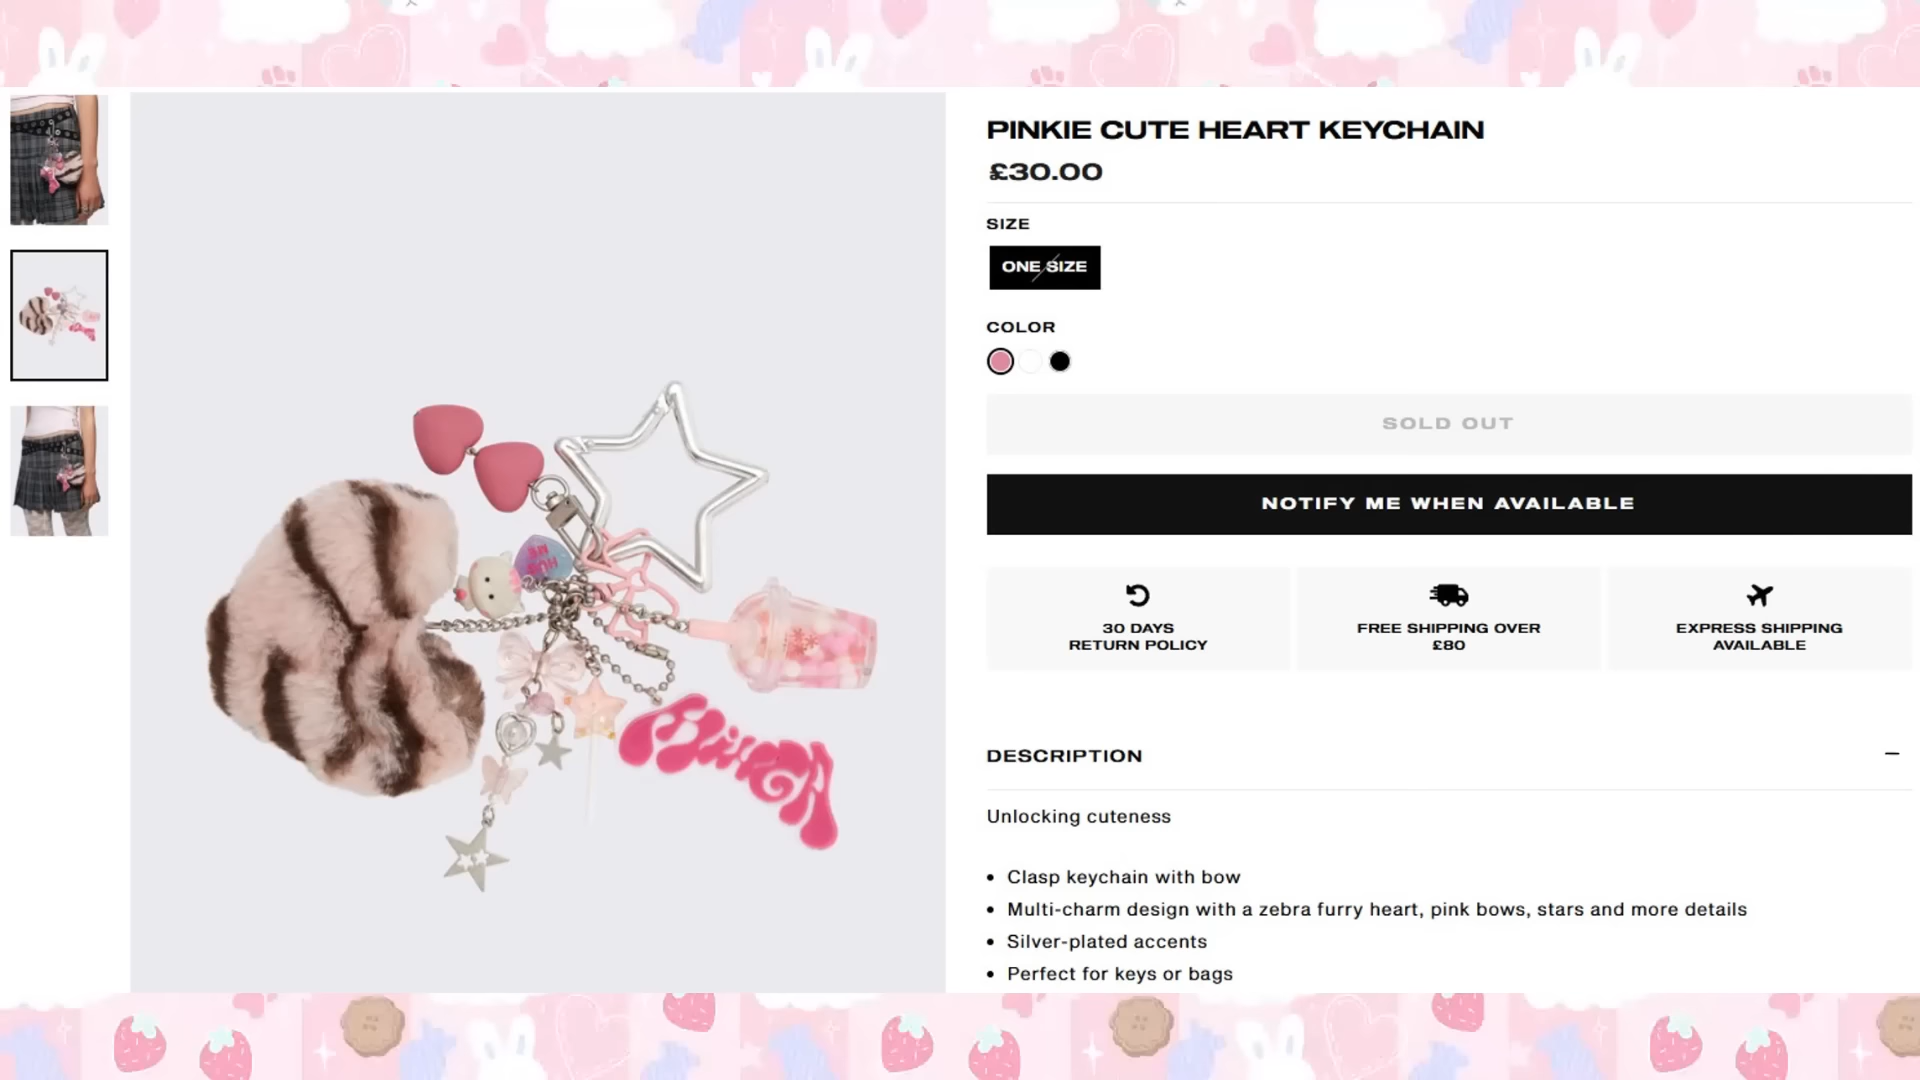 PINKIE CUTE HEART KEYCHAIN
£30.00
SIZE
ONE SIZE
COLOR
SOLD OUT
NOTIFY ME WHEN AVAILABLE
30 DAYS
RETURN POLICY
FREE SHIPPING OVER
£80
EXPRESS SHIPPING
AVAILABLE
DESCRIPTION
Unlocking cuteness
• Clasp keychain with bow
• Multi-charm design with a zebra furry heart, pink bows, stars and more details
• Silver-plated accents
• Perfect for keys or bags
HUG
ME